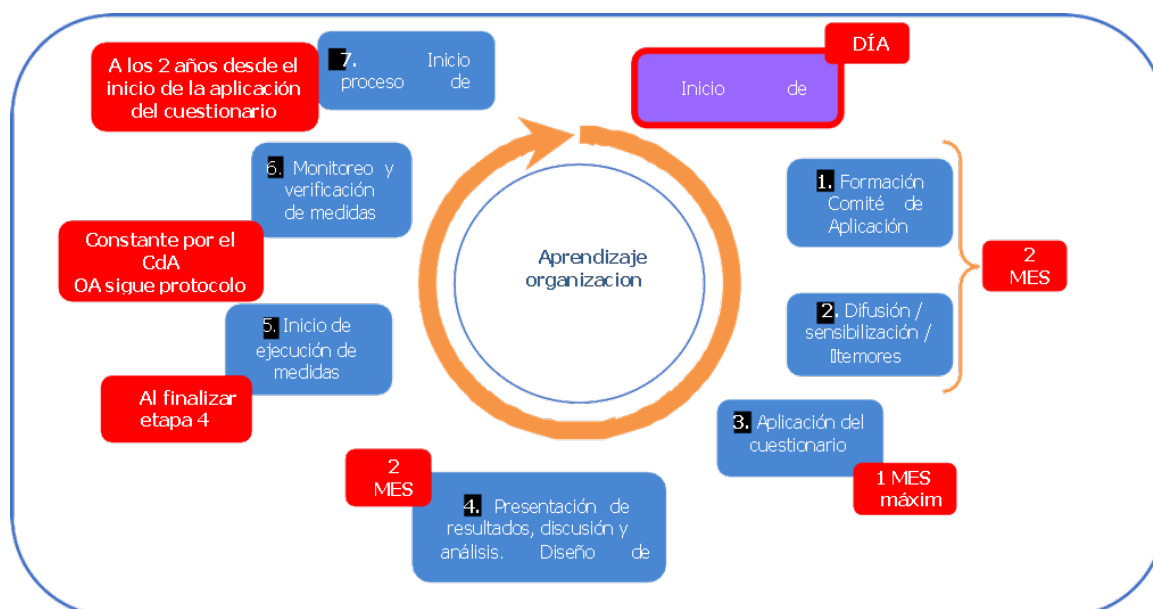 DÍA
Inicio de
1. Formación
Comité de
Aplicación
2. Difusión /
sensibilización /
temores
2
MES
3. Aplicación del
cuestionario
1 MES
máxim
4. Presentación de
resultados, discusión y
análisis. Diseño de
2
MES
5. Inicio de
ejecución de
medidas
Al finalizar
etapa 4
6. Monitoreo y
verificación
de medidas
Constante por el
CdA
OA sigue protocolo
7. Inicio
proceso de
A los 2 años desde el
inicio de la aplicación
del cuestionario
Aprendizaje
organizacion